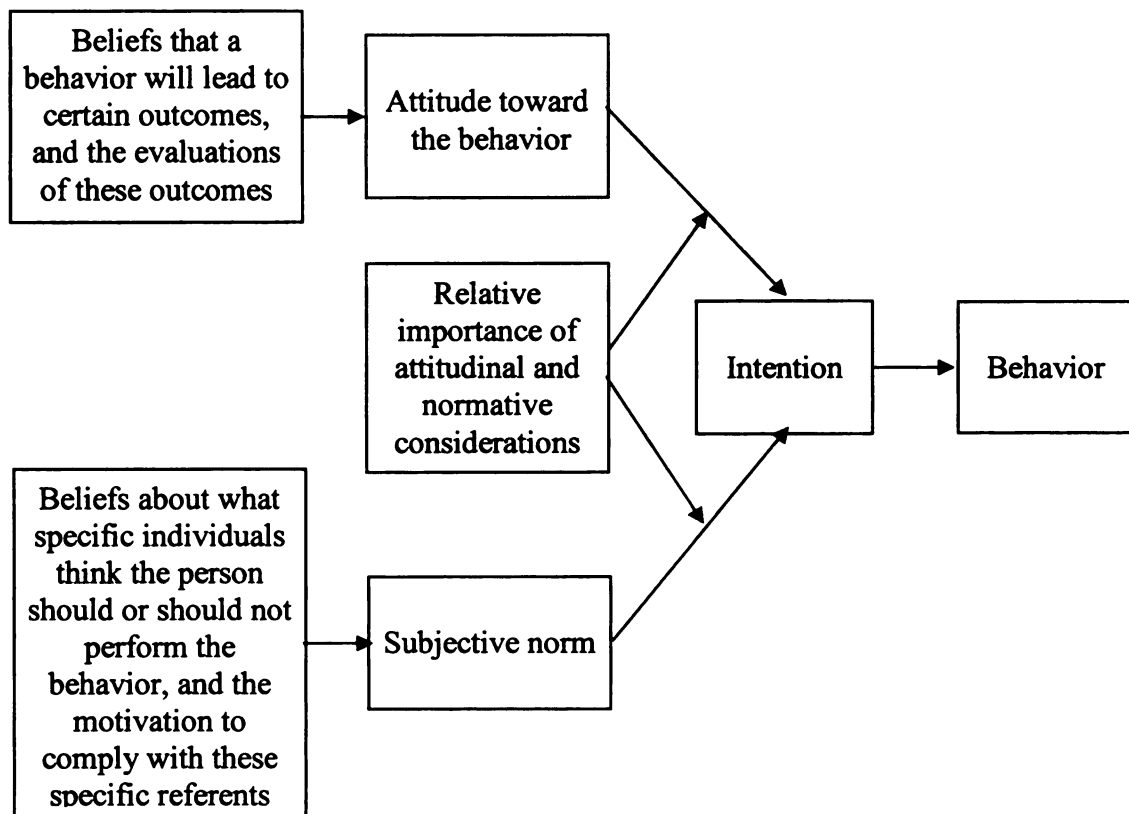 Beliefs that a
behavior will lead to
certain outcomes,
and the evaluations
of these outcomes
Attitude toward
the behavior
Relative
importance of
attitudinal and
normative
considerations
Intention
Behavior
Beliefs about what
specific individuals
think the person
should or should not
perform the
behavior, and the
motivation to
comply with these
specific referents
Subjective norm